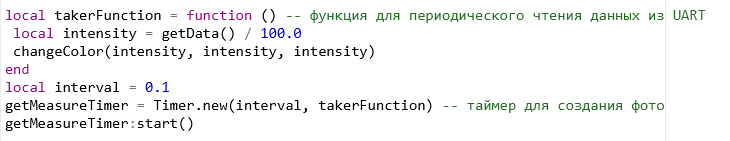 local takerFunction = function () -- функция для периодического чтения данных из UART
local intensity = getData() / 100.0
changeColor(intensity, intensity, intensity)
end
local interval = 0.1
getMeasureTimer = Timer.new(interval, takerFunction) -- таймер для создания фото
getMeasureTimer:start()